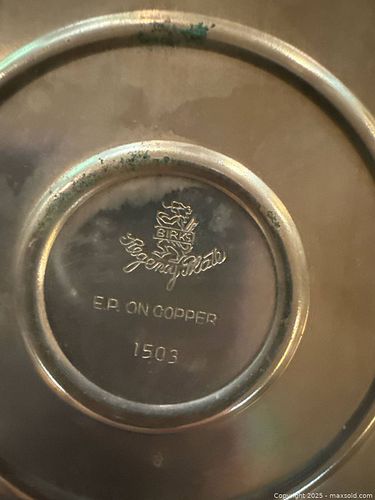 BIRKS
Regency Plate
E.P. ON COPPER
1503
Copyright 2025 - maxsold.com